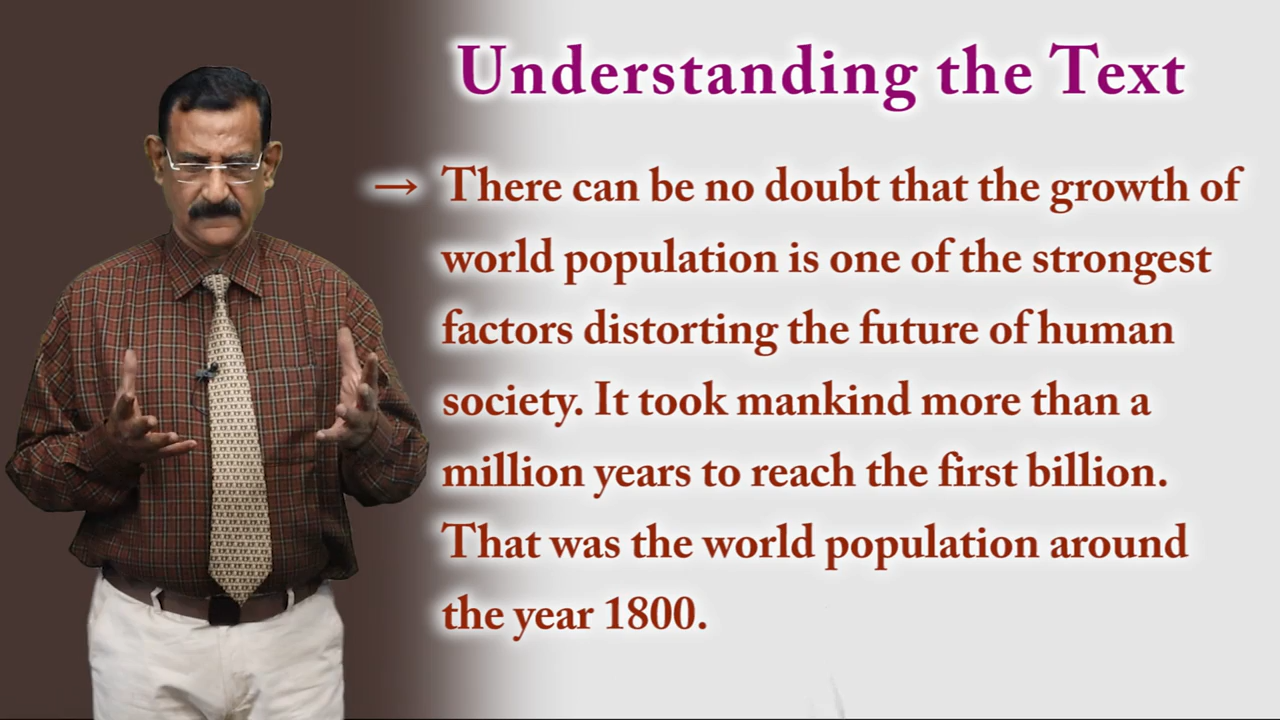 Understanding the Text
→ There can be no doubt that the growth of
world population is one of the strongest
factors distorting the future of human
society. It took mankind more than a
million years to reach the first billion.
That was the world population around
the year 1800.